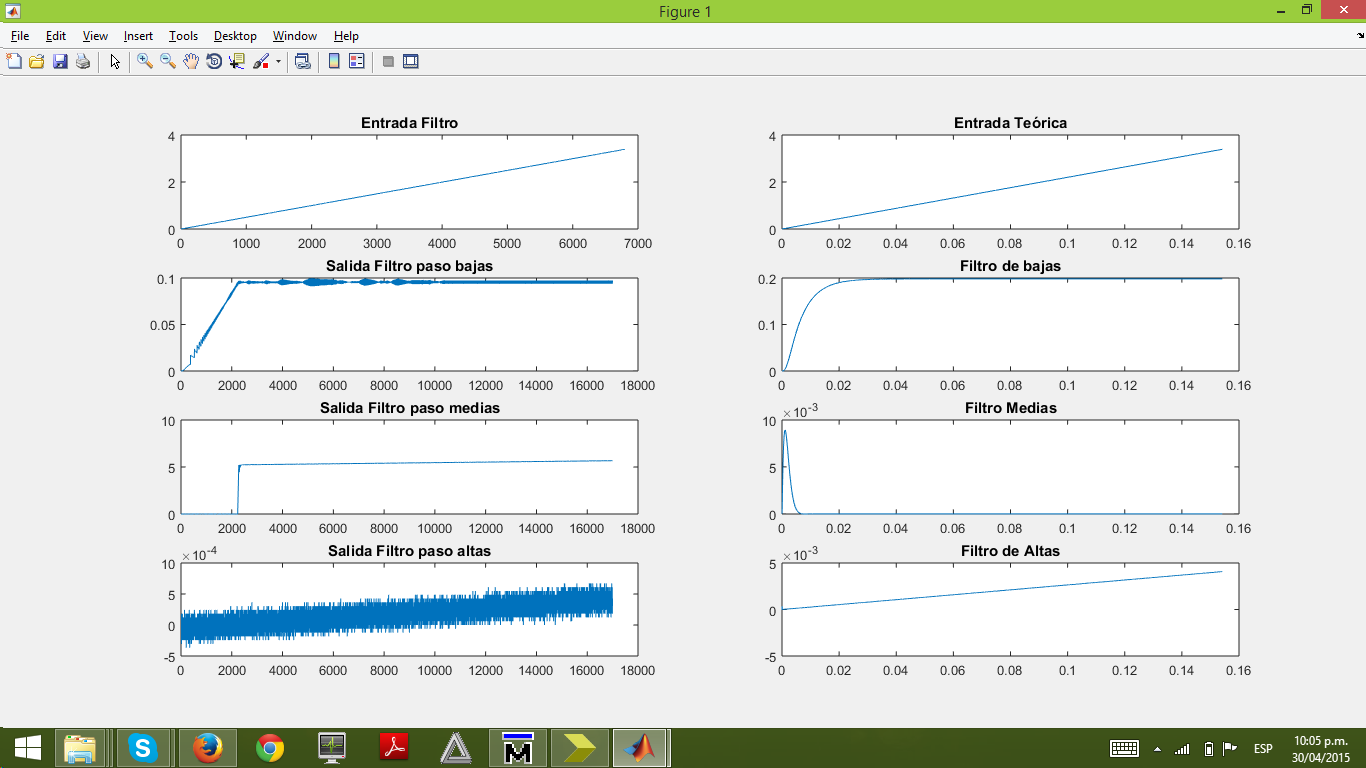 Figure 1
File Edit View Insert Tools Desktop Window Help
Entrada Filtro
4
2
0
0 1000 2000 3000 4000 5000 6000 7000
Entrada Teórica
4
2
0
0 0.02 0.04 0.06 0.08 0.1 0.12 0.14 0.16
Salida Filtro paso bajas
0.1
0.05
0
0 2000 4000 6000 8000 10000 12000 14000 16000 18000
Filtro de bajas
0.2
0.1
0
0 0.02 0.04 0.06 0.08 0.1 0.12 0.14 0.16
Salida Filtro paso medias
10
5
0
0 2000 4000 6000 8000 10000 12000 14000 16000 18000
Filtro Medias
×10⁻³
10
5
0
0 0.02 0.04 0.06 0.08 0.1 0.12 0.14 0.16
Salida Filtro paso altas
×10⁻⁴
10
5
0
-5
0 2000 4000 6000 8000 10000 12000 14000 16000 18000
Filtro de Altas
×10⁻³
5
0
-5
0 0.02 0.04 0.06 0.08 0.1 0.12 0.14 0.16
M
ESP
10:05 p.m.
30/04/2015